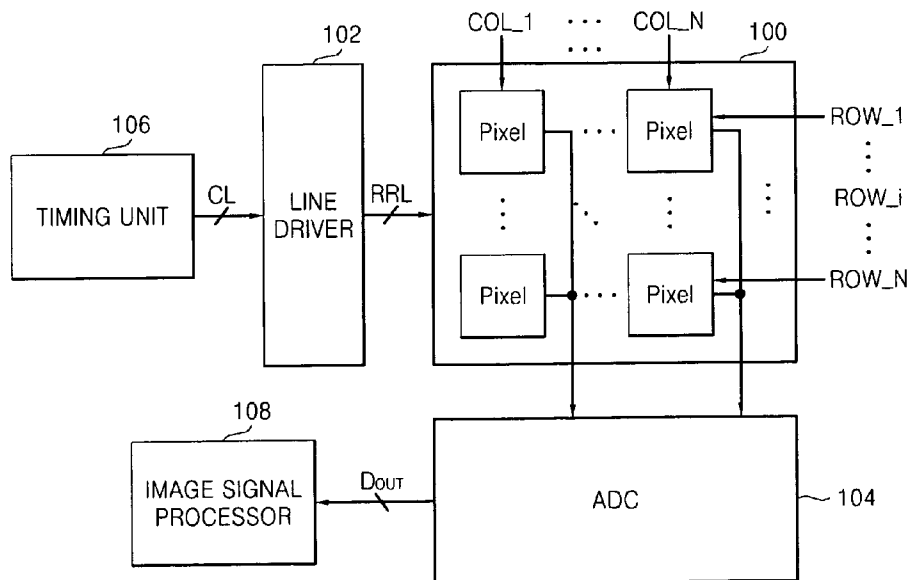 COL_1
COL_N
100
102
106
Pixel
Pixel
ROW_1
TIMING UNIT
CL
LINE
DRIVER
RRL
ROW_i
Pixel
Pixel
ROW_N
108
IMAGE SIGNAL
PROCESSOR
DOUT
ADC
104